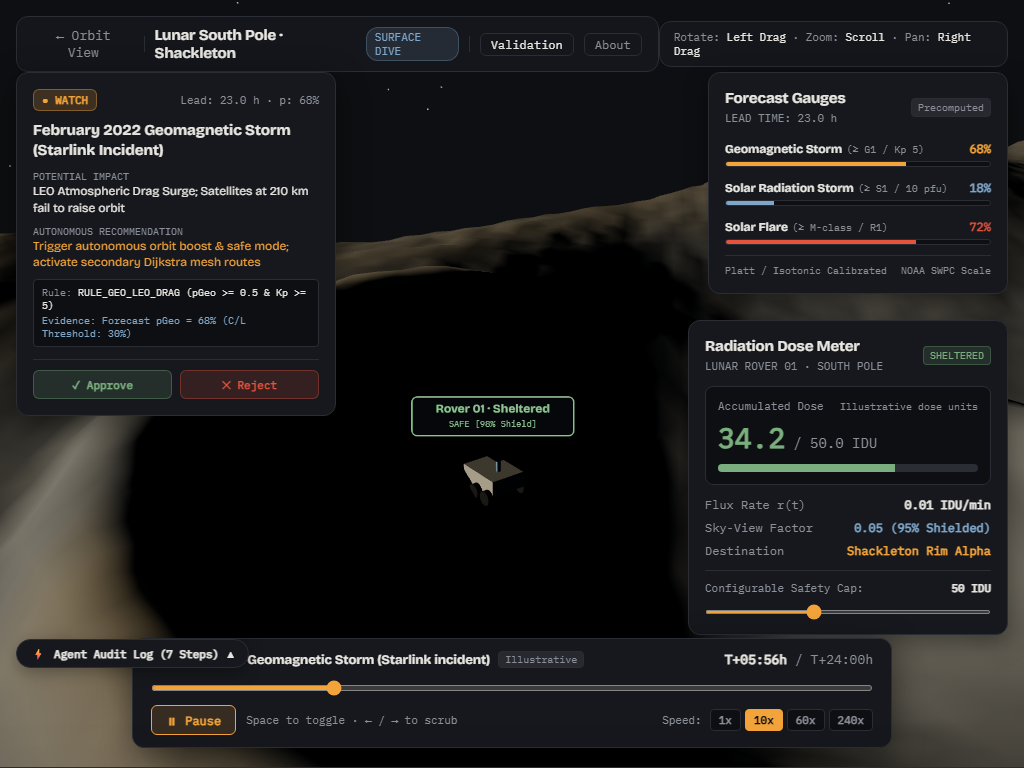 ← Orbit View
Lunar South Pole · Shackleton
SURFACE DIVE
Validation
About
Rotate: Left Drag · Zoom: Scroll · Pan: Right Drag
WATCH
Lead: 23.0 h · p: 68%
February 2022 Geomagnetic Storm
(Starlink Incident)
POTENTIAL IMPACT
LEO Atmospheric Drag Surge; Satellites at 210 km
fail to raise orbit
AUTONOMOUS RECOMMENDATION
Trigger autonomous orbit boost & safe mode;
activate secondary Dijkstra mesh routes
Rule: RULE_GEO_LEO_DRAG (pGeo >= 0.5 & Kp >=
5)
Evidence: Forecast pGeo = 68% (C/L
Threshold: 30%)
✓ Approve
✕ Reject
Forecast Gauges
LEAD TIME: 23.0 h
Precomputed
Geomagnetic Storm (≥ G1 / Kp 5) 68%
Solar Radiation Storm (≥ S1 / 10 pfu) 18%
Solar Flare (≥ M-class / R1) 72%
Platt / Isotonic Calibrated NOAA SWPC Scale
Rover 01 · Sheltered
SAFE [98% Shield]
Radiation Dose Meter
LUNAR ROVER 01 · SOUTH POLE
SHELTERED
Accumulated Dose Illustrative dose units
34.2 / 50.0 IDU
Flux Rate r(t) 0.01 IDU/min
Sky-View Factor 0.05 (95% Shielded)
Destination Shackleton Rim Alpha
Configurable Safety Cap: 50 IDU
Agent Audit Log (7 Steps) ▲
Geomagnetic Storm (Starlink incident)
Illustrative
T+05:56h / T+24:00h
Pause
Space to toggle · ← / → to scrub
Speed: 1x 10x 60x 240x